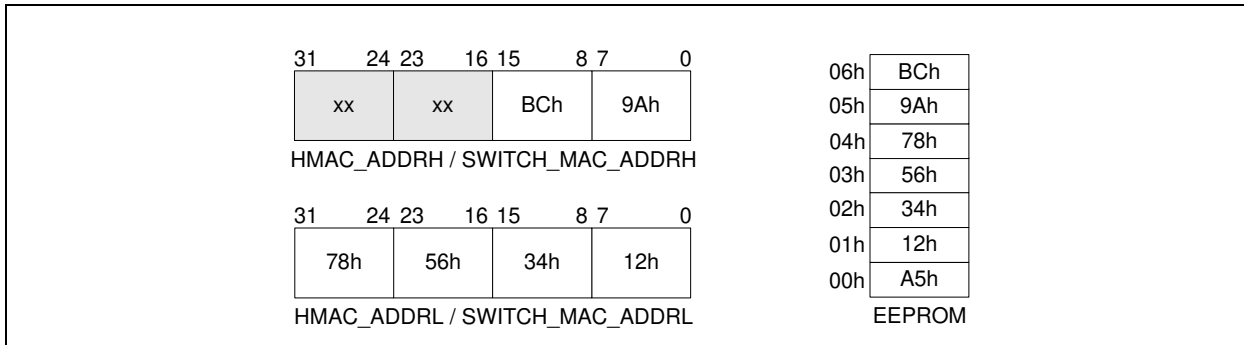 31 24 23 16 15 8 7 0
xx xx BCh 9Ah
HMAC_ADDRH / SWITCH_MAC_ADDRH
31 24 23 16 15 8 7 0
78h 56h 34h 12h
HMAC_ADDRL / SWITCH_MAC_ADDRL
06h BCh
05h 9Ah
04h 78h
03h 56h
02h 34h
01h 12h
00h A5h
EEPROM